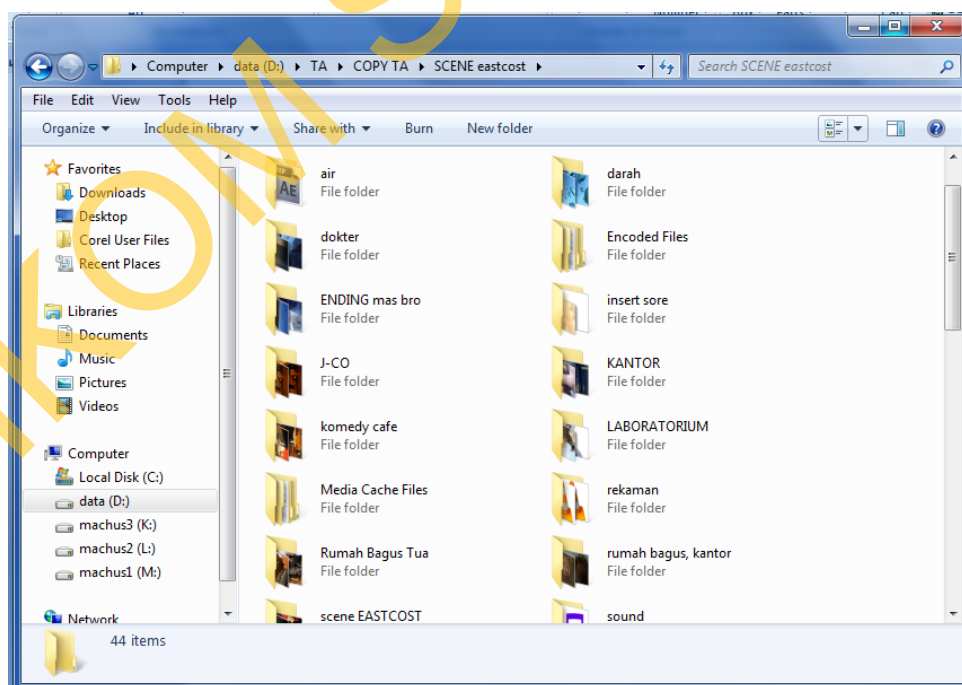 Computer ▸ data (D:) ▸ TA ▸ COPY TA ▸ SCENE eastcost ▸
Search SCENE eastcost
File Edit View Tools Help
Organize Include in library Share with Burn New folder
Favorites
Downloads
Desktop
Corel User Files
Recent Places
Libraries
Documents
Music
Pictures
Videos
Computer
Local Disk (C:)
data (D:)
machus3 (K:)
machus2 (L:)
machus1 (M:)
Network
air
File folder
darah
File folder
dokter
File folder
Encoded Files
File folder
ENDING mas bro
File folder
insert sore
File folder
J-CO
File folder
KANTOR
File folder
komedy cafe
File folder
LABORATORIUM
File folder
Media Cache Files
File folder
rekaman
File folder
Rumah Bagus Tua
File folder
rumah bagus, kantor
File folder
scene EASTCOST
sound
44 items
AE
IKOMS